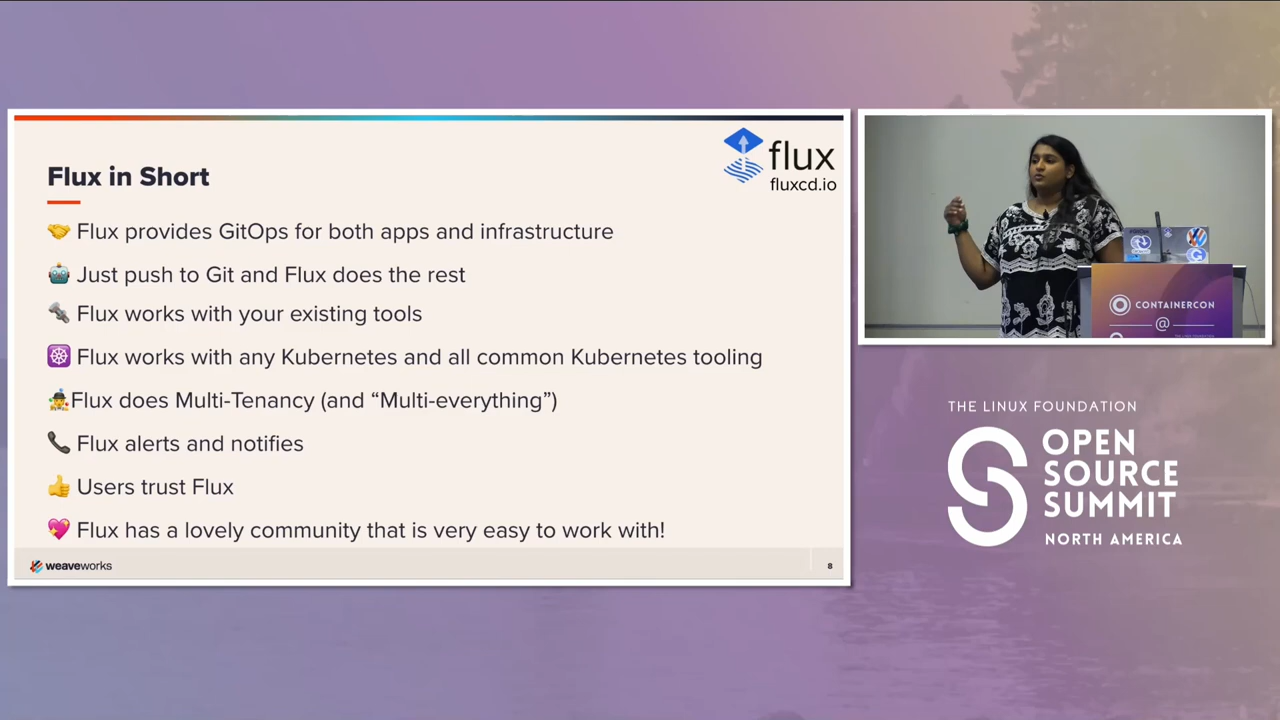 flux
fluxcd.io
Flux in Short
Flux provides GitOps for both apps and infrastructure
Just push to Git and Flux does the rest
Flux works with your existing tools
Flux works with any Kubernetes and all common Kubernetes tooling
Flux does Multi-Tenancy (and “Multi-everything”)
Flux alerts and notifies
Users trust Flux
Flux has a lovely community that is very easy to work with!
weaveworks
8
CONTAINERCON
@
THE LINUX FOUNDATION
OPEN
SOURCE
SUMMIT
NORTH AMERICA